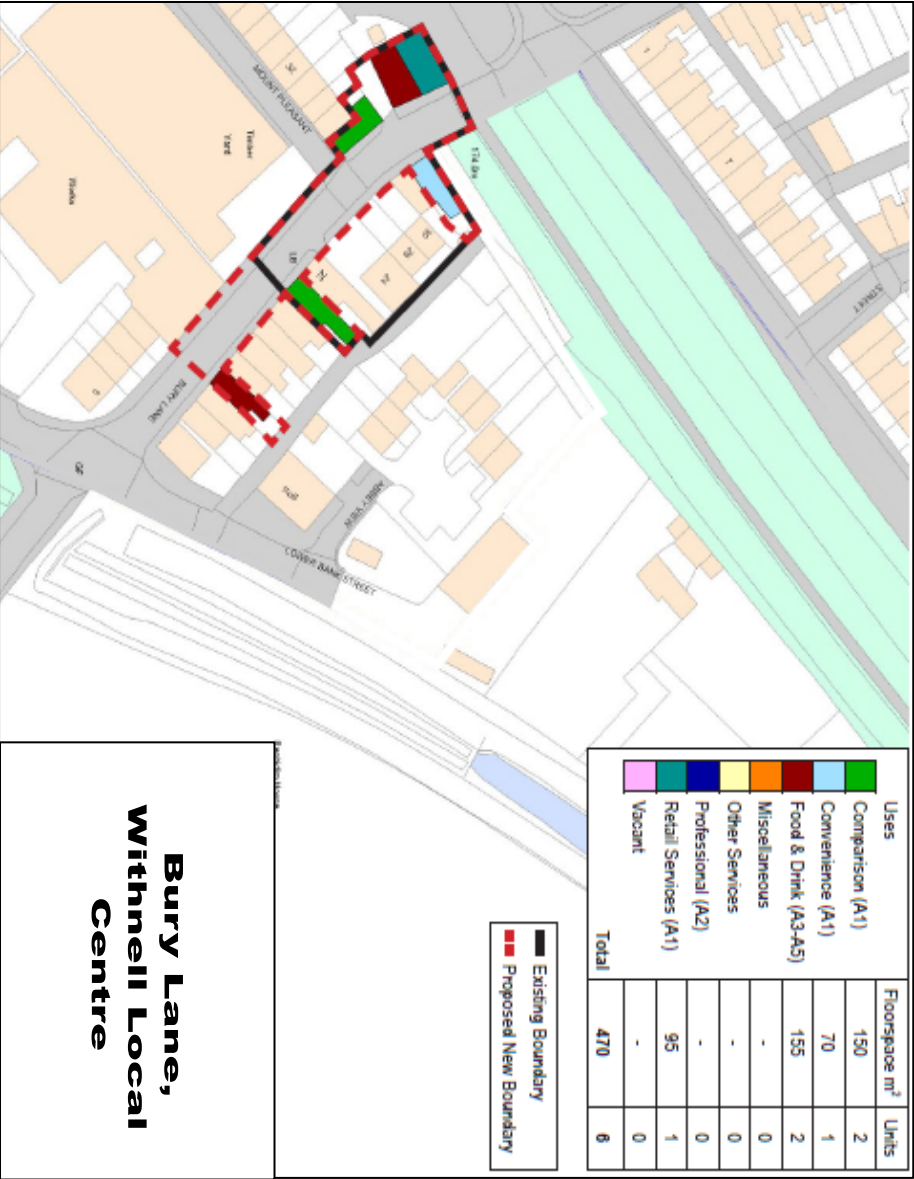 Uses Floorspace m² Units
Comparison (A1) 150 2
Convenience (A1) 70 1
Food & Drink (A3-A5) 155 2
Miscellaneous - 0
Other Services - 0
Professional (A2) - 0
Retail Services (A1) 95 1
Vacant - 0
Total 470 6
Existing Boundary
Proposed New Boundary
Bury Lane,
Withnell Local
Centre
MOUNT PLEASANT
Timber
Yard
Works
STREET
LB
BURY LANE
ABBEY VIEW
LOWER BANK STREET